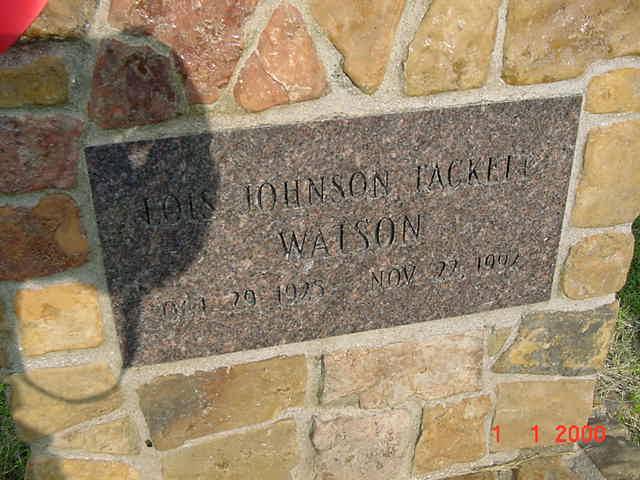 LOIS JOHNSON TACKETT
WATSON
OCT 29, 1925 NOV 22, 1992
1 1 2000